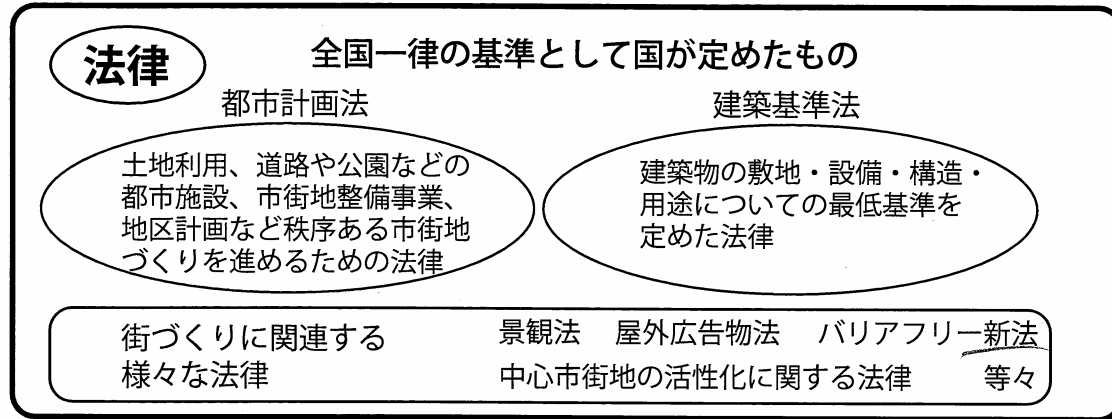 法律
全国一律の基準として国が定めたもの
都市計画法
土地利用、道路や公園などの
都市施設、市街地整備事業、
地区計画など秩序ある市街地
づくりを進めるための法律
建築基準法
建築物の敷地・設備・構造・
用途についての最低基準を
定めた法律
街づくりに関連する
様々な法律
景観法 屋外広告物法 バリアフリー新法
中心市街地の活性化に関する法律 等々